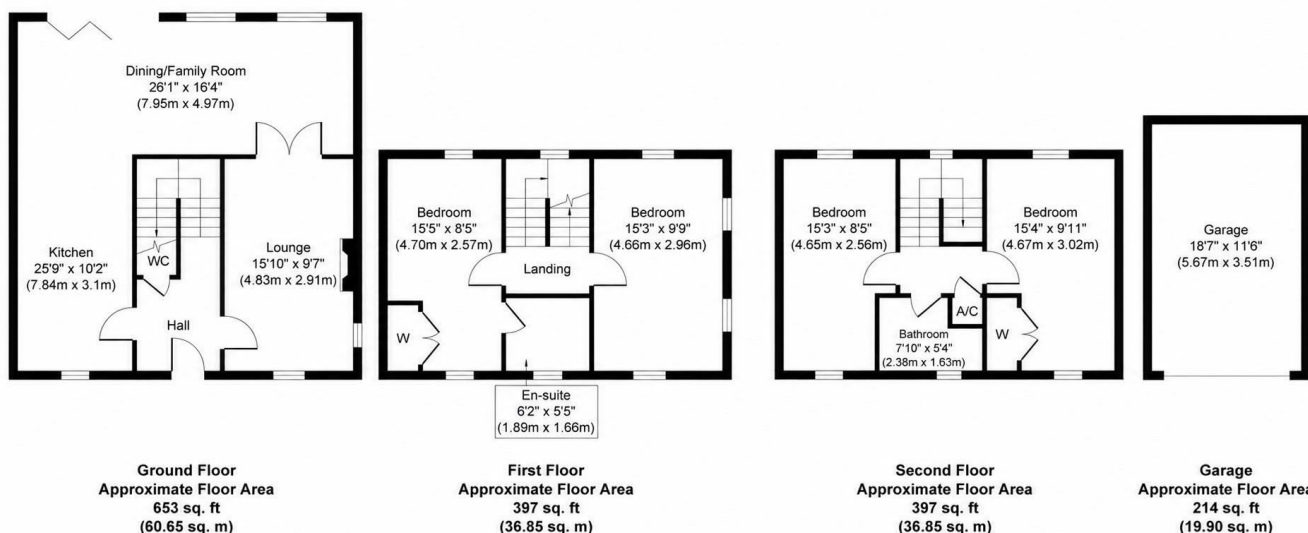 Dining/Family Room
26'1" x 16'4"
(7.95m x 4.97m)
Kitchen
25'9" x 10'2"
(7.84m x 3.1m)
WC
Lounge
15'10" x 9'7"
(4.83m x 2.91m)
Hall
Ground Floor
Approximate Floor Area
653 sq. ft
(60.65 sq. m)
Bedroom
15'5" x 8'5"
(4.70m x 2.57m)
Bedroom
15'3" x 9'9"
(4.66m x 2.96m)
Landing
W
En-suite
6'2" x 5'5"
(1.89m x 1.66m)
First Floor
Approximate Floor Area
397 sq. ft
(36.85 sq. m)
Bedroom
15'3" x 8'5"
(4.65m x 2.56m)
Bedroom
15'4" x 9'11"
(4.67m x 3.02m)
A/C
Bathroom
7'10" x 5'4"
(2.38m x 1.63m)
W
Second Floor
Approximate Floor Area
397 sq. ft
(36.85 sq. m)
Garage
18'7" x 11'6"
(5.67m x 3.51m)
Garage
Approximate Floor Area
214 sq. ft
(19.90 sq. m)